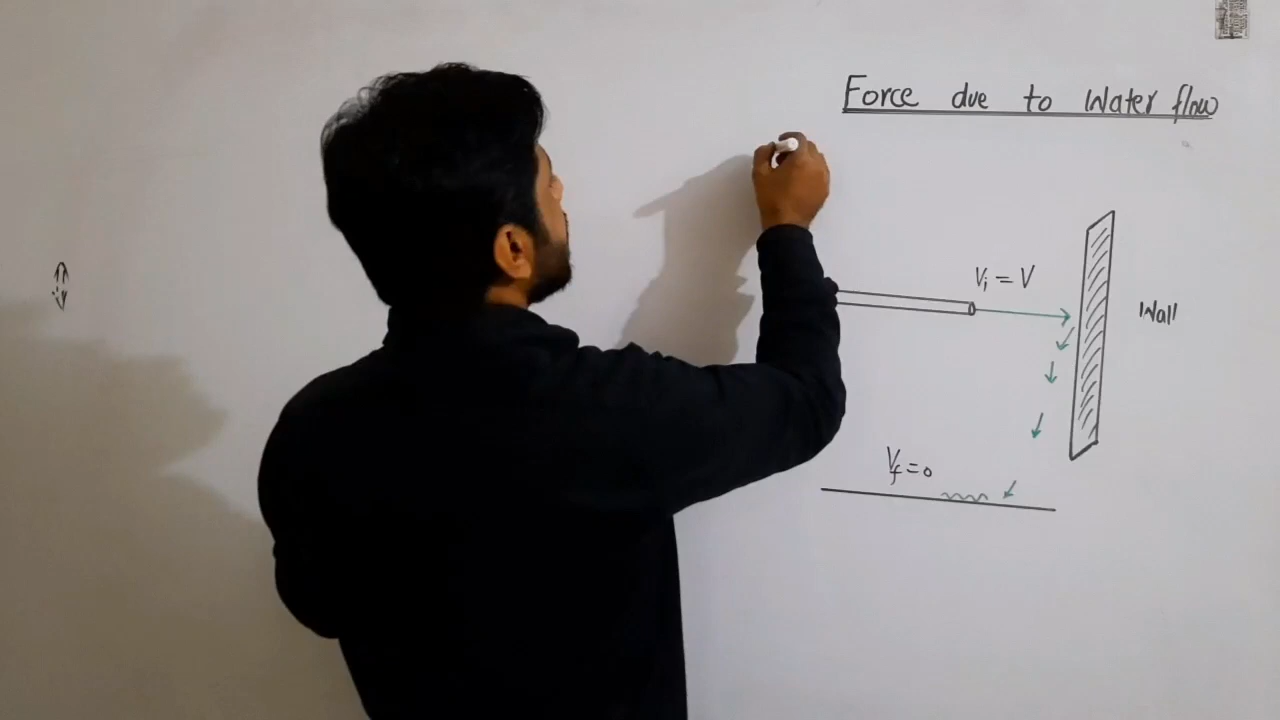 Force due to Water flow
Vi = V
Wall
Vf = 0